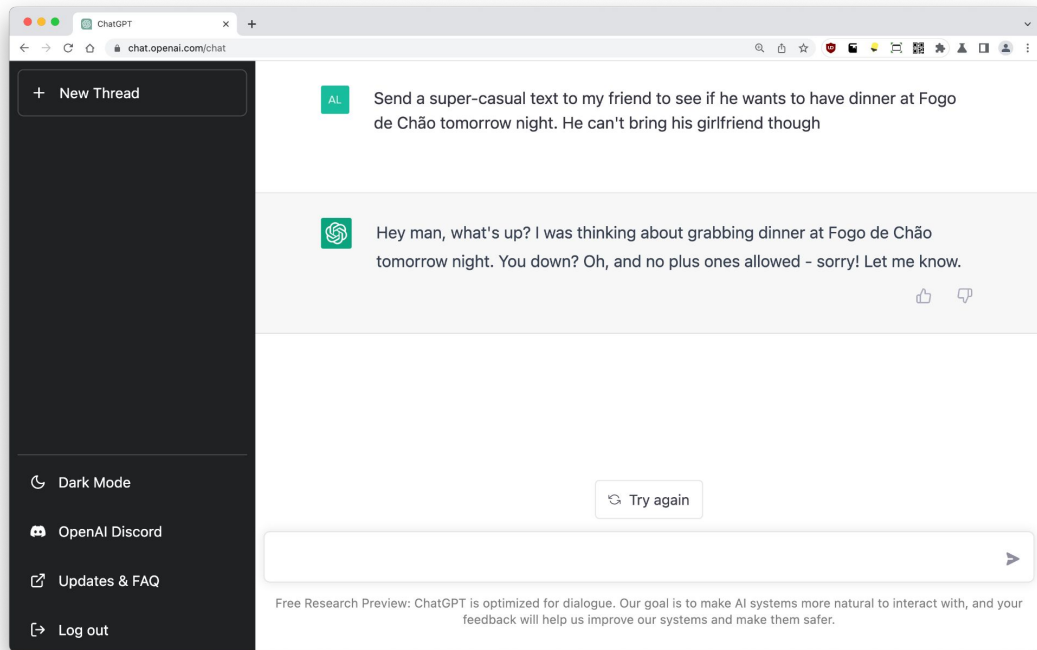 ChatGPT
chat.openai.com/chat
New Thread
AL
Send a super-casual text to my friend to see if he wants to have dinner at Fogo
de Chão tomorrow night. He can't bring his girlfriend though
Hey man, what's up? I was thinking about grabbing dinner at Fogo de Chão
tomorrow night. You down? Oh, and no plus ones allowed - sorry! Let me know.
Dark Mode
OpenAI Discord
Updates & FAQ
Log out
Try again
Free Research Preview: ChatGPT is optimized for dialogue. Our goal is to make AI systems more natural to interact with, and your
feedback will help us improve our systems and make them safer.